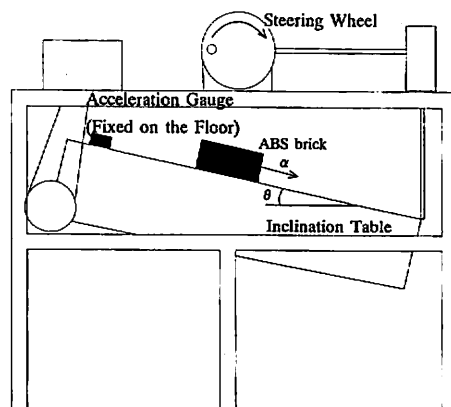 Steering Wheel
Acceleration Gauge
(Fixed on the Floor)
ABS brick
α
θ
Inclination Table